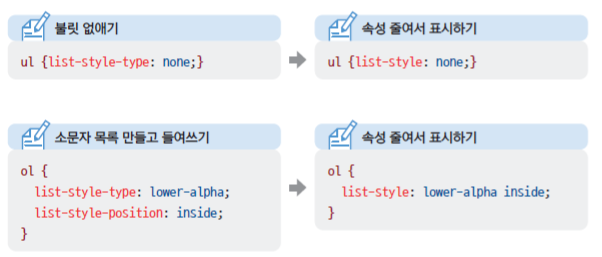 불릿 없애기
ul {list-style-type: none;}
속성 줄여서 표시하기
ul {list-style: none;}
소문자 목록 만들고 들여쓰기
ol {
list-style-type: lower-alpha;
list-style-position: inside;
}
속성 줄여서 표시하기
ol {
list-style: lower-alpha inside;
}